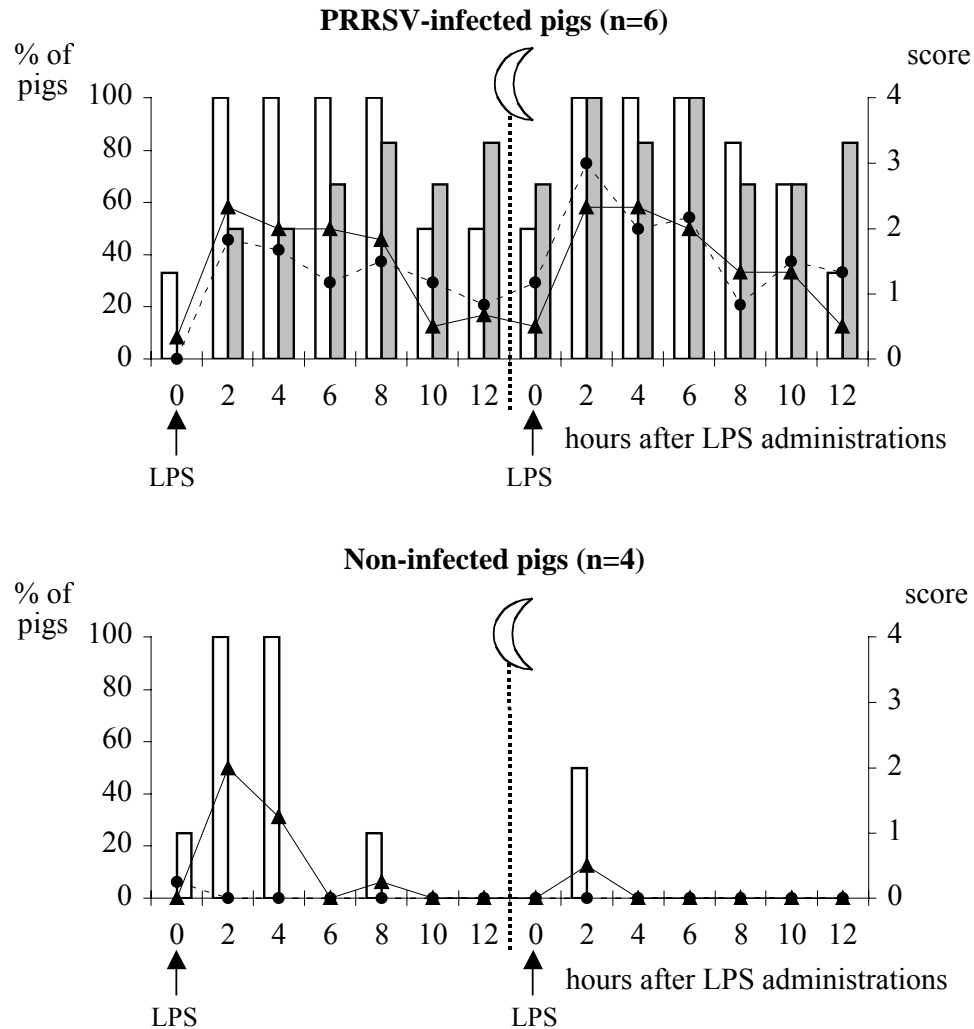 PRRSV-infected pigs (n=6)
% of
pigs
score
100
80
60
40
20
0
4
3
2
1
0
0 2 4 6 8 10 12 0 2 4 6 8 10 12
hours after LPS administrations
LPS LPS
Non-infected pigs (n=4)
% of
pigs
score
100
80
60
40
20
0
4
3
2
1
0
0 2 4 6 8 10 12 0 2 4 6 8 10 12
hours after LPS administrations
LPS LPS